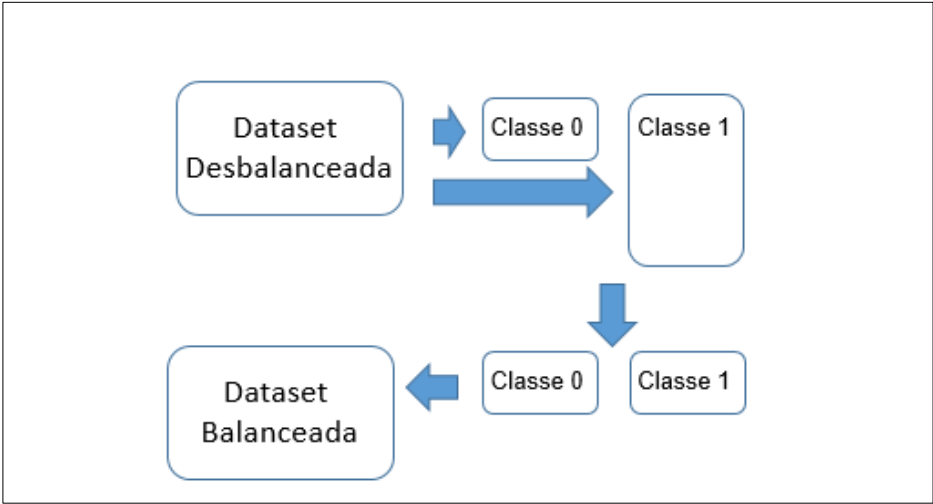 Dataset
Desbalanceada
Classe 0
Classe 1
Classe 0
Classe 1
Dataset
Balanceada